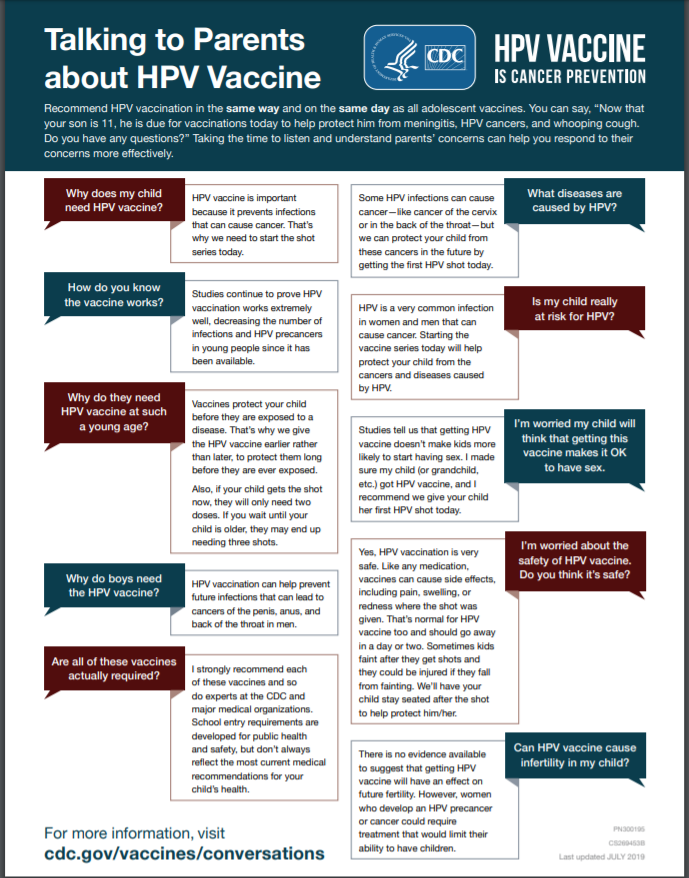 Talking to Parents
about HPV Vaccine
CDC
HPV VACCINE
IS CANCER PREVENTION
Recommend HPV vaccination in the same way and on the same day as all adolescent vaccines. You can say, “Now that
your son is 11, he is due for vaccinations today to help protect him from meningitis, HPV cancers, and whooping cough.
Do you have any questions?” Taking the time to listen and understand parents’ concerns can help you respond to their
concerns more effectively.
Why does my child
need HPV vaccine?
HPV vaccine is important
because it prevents infections
that can cause cancer. That’s
why we need to start the shot
series today.
How do you know
the vaccine works?
Studies continue to prove HPV
vaccination works extremely
well, decreasing the number of
infections and HPV precancers
in young people since it has
been available.
Why do they need
HPV vaccine at such
a young age?
Vaccines protect your child
before they are exposed to a
disease. That’s why we give
the HPV vaccine earlier rather
than later, to protect them long
before they are ever exposed.
Also, if your child gets the shot
now, they will only need two
doses. If you wait until your
child is older, they may end up
needing three shots.
Why do boys need
the HPV vaccine?
HPV vaccination can help prevent
future infections that can lead to
cancers of the penis, anus, and
back of the throat in men.
Are all of these vaccines
actually required?
I strongly recommend each
of these vaccines and so
do experts at the CDC and
major medical organizations.
School entry requirements are
developed for public health
and safety, but don’t always
reflect the most current medical
recommendations for your
child’s health.
What diseases are
caused by HPV?
Some HPV infections can cause
cancer—like cancer of the cervix
or in the back of the throat—but
we can protect your child from
these cancers in the future by
getting the first HPV shot today.
Is my child really
at risk for HPV?
HPV is a very common infection
in women and men that can
cause cancer. Starting the
vaccine series today will help
protect your child from the
cancers and diseases caused
by HPV.
I’m worried my child will
think that getting this
vaccine makes it OK
to have sex.
Studies tell us that getting HPV
vaccine doesn’t make kids more
likely to start having sex. I made
sure my child (or grandchild,
etc.) got HPV vaccine, and I
recommend we give your child
her first HPV shot today.
I’m worried about the
safety of HPV vaccine.
Do you think it’s safe?
Yes, HPV vaccination is very
safe. Like any medication,
vaccines can cause side effects,
including pain, swelling, or
redness where the shot was
given. That’s normal for HPV
vaccine too and should go away
in a day or two. Sometimes kids
faint after they get shots and
they could be injured if they fall
from fainting. We’ll have your
child stay seated after the shot
to help protect him/her.
Can HPV vaccine cause
infertility in my child?
There is no evidence available
to suggest that getting HPV
vaccine will have an effect on
future fertility. However, women
who develop an HPV precancer
or cancer could require
treatment that would limit their
ability to have children.
For more information, visit
cdc.gov/vaccines/conversations
PN300195
CS269453B
Last updated JULY 2019